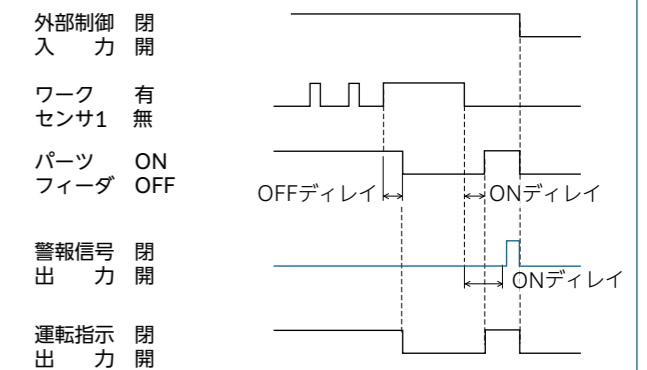 外部制御 閉
入 力 開
ワーク 有
センサ1 無
パーツ ON
フィーダ OFF
OFFディレイ
ONディレイ
警報信号 閉
出 力 開
ONディレイ
運転指示 閉
出 力 開